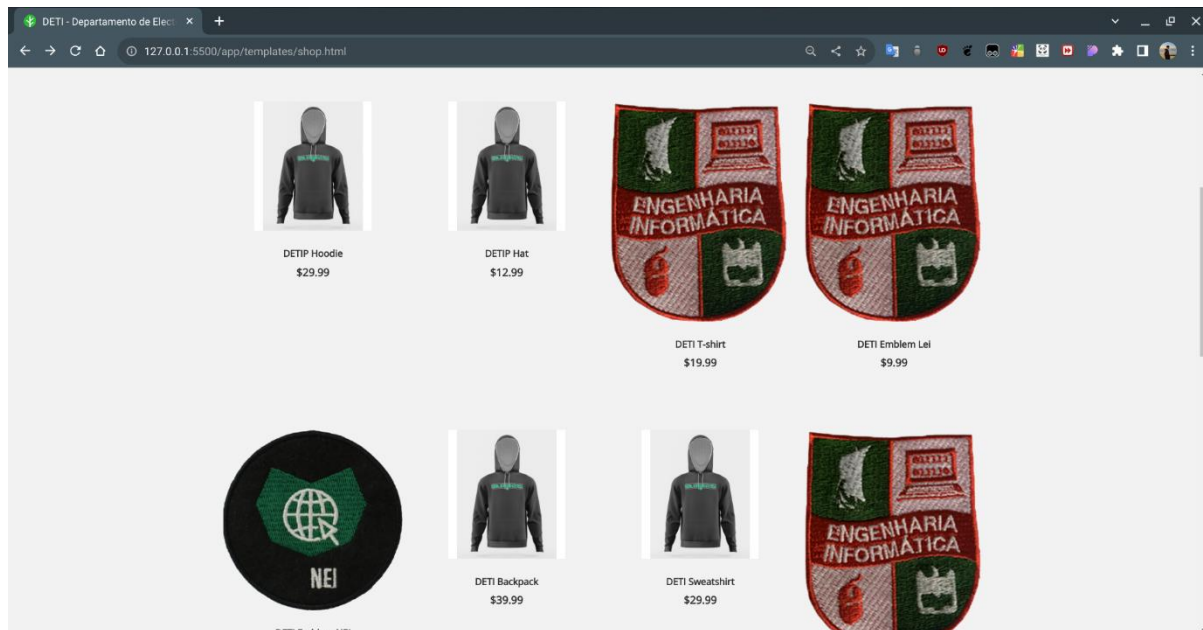 DETI - Departamento de Elect
127.0.0.1:5500/app/templates/shop.html
DETIP Hoodie
$29.99
DETIP Hat
$12.99
ENGENHARIA
INFORMÁTICA
DETI T-shirt
$19.99
ENGENHARIA
INFORMÁTICA
DETI Emblem Lei
$9.99
NEI
DETI Backpack
$39.99
DETI Sweatshirt
$29.99
ENGENHARIA
INFORMÁTICA